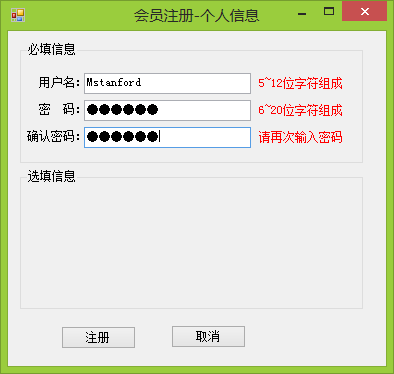 会员注册-个人信息
必填信息
用户名： Mstanford 5~12位字符组成
密 码： ●●●●●● 6~20位字符组成
确认密码： ●●●●●● 请再次输入密码
选填信息
注册 取消